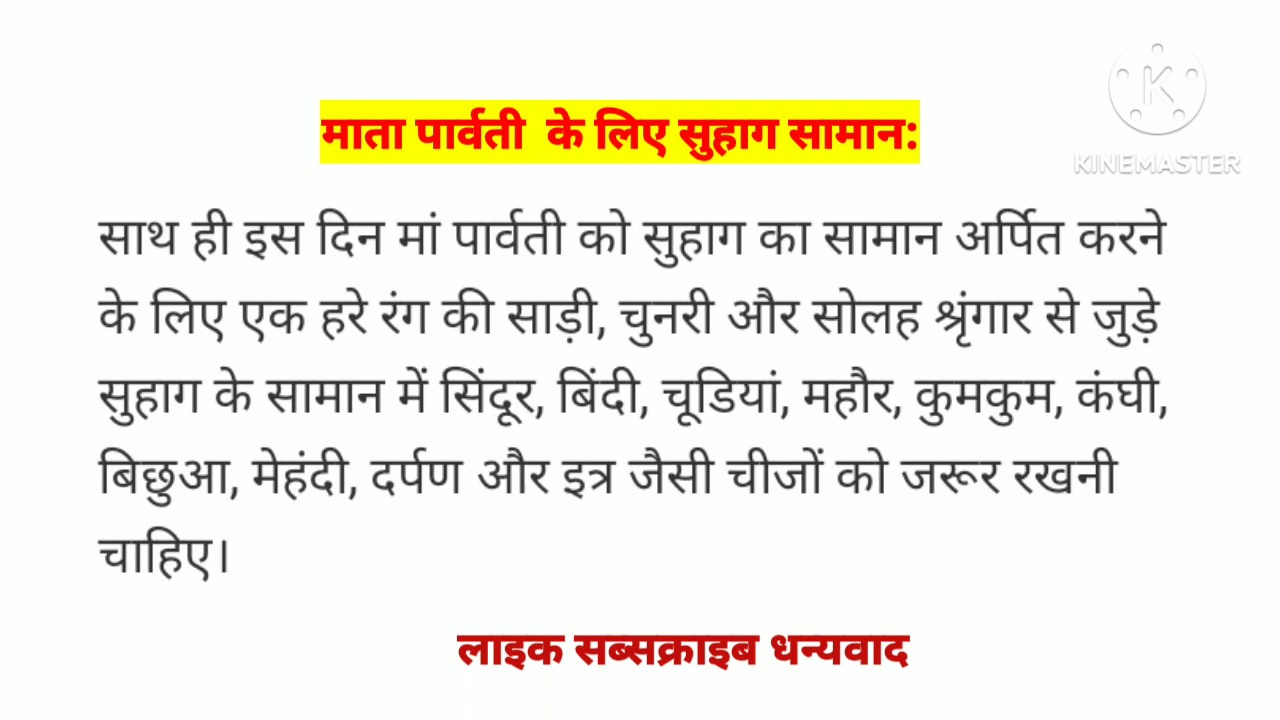 माता पार्वती के लिए सुहाग सामान:
KINEMASTER
साथ ही इस दिन मां पार्वती को सुहाग का सामान अर्पित करने
के लिए एक हरे रंग की साड़ी, चुनरी और सोलह श्रृंगार से जुड़े
सुहाग के सामान में सिंदूर, बिंदी, चूडियां, महौर, कुमकुम, कंघी,
बिछुआ, मेहंदी, दर्पण और इत्र जैसी चीजों को जरूर रखनी
चाहिए।
लाइक सब्सक्राइब धन्यवाद